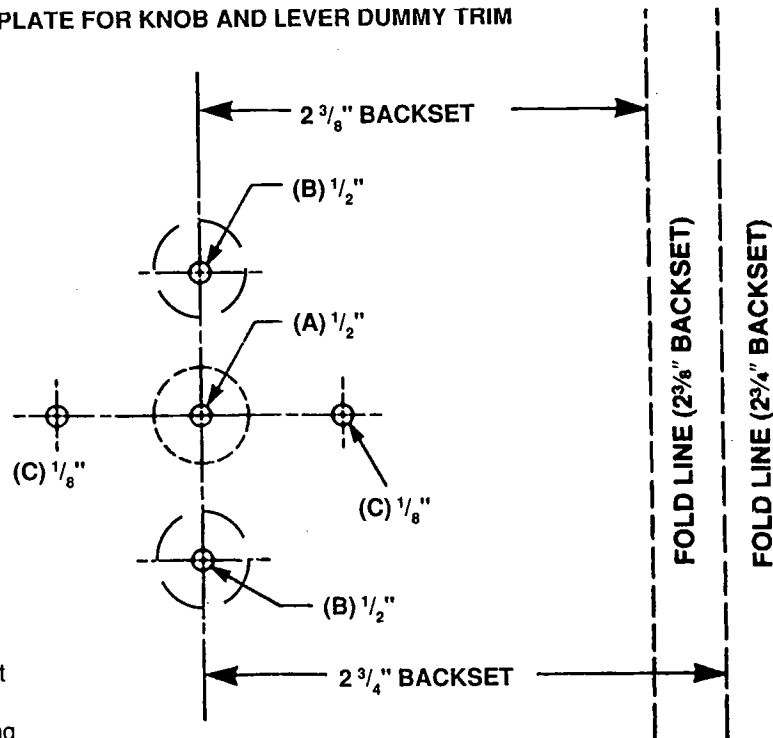 PLATE FOR KNOB AND LEVER DUMMY TRIM
2 3/8" BACKSET
(B) 1/2"
(A) 1/2"
(C) 1/8"
(C) 1/8"
(B) 1/2"
2 3/4" BACKSET
FOLD LINE (2 3/8" BACKSET)
FOLD LINE (2 3/4" BACKSET)